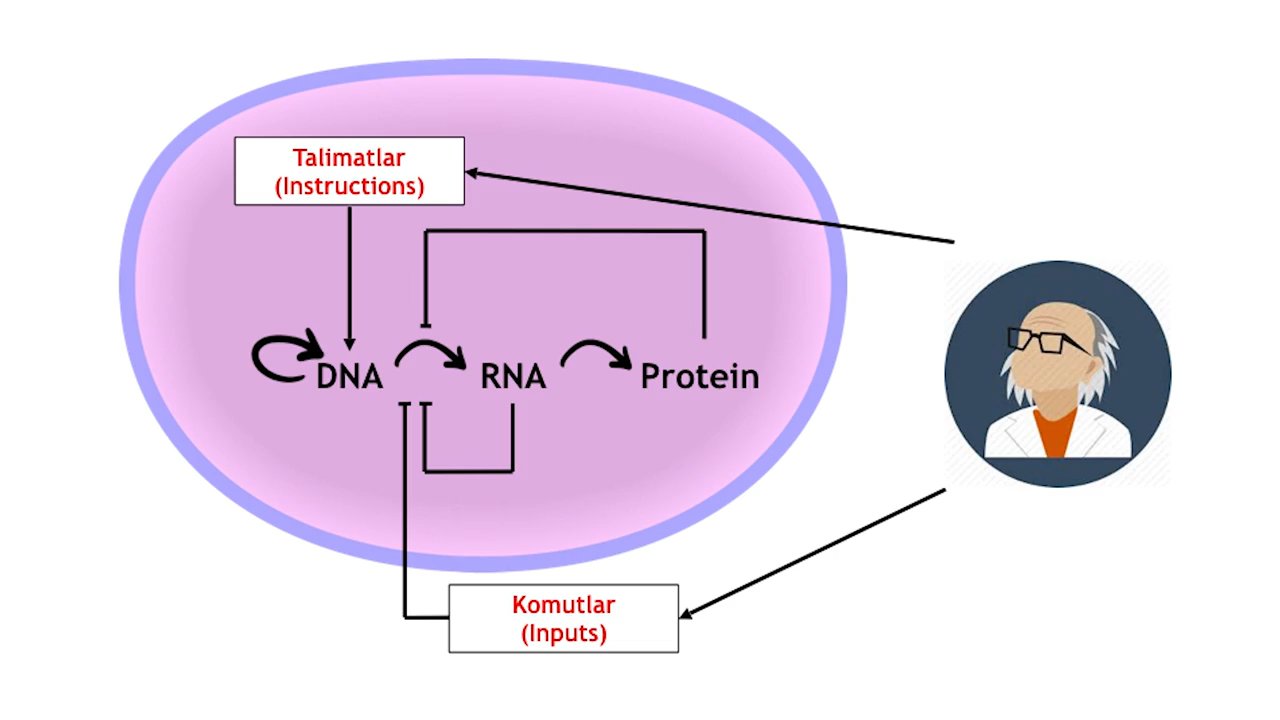 Talimatlar
(Instructions)
DNA
RNA
Protein
Komutlar
(Inputs)